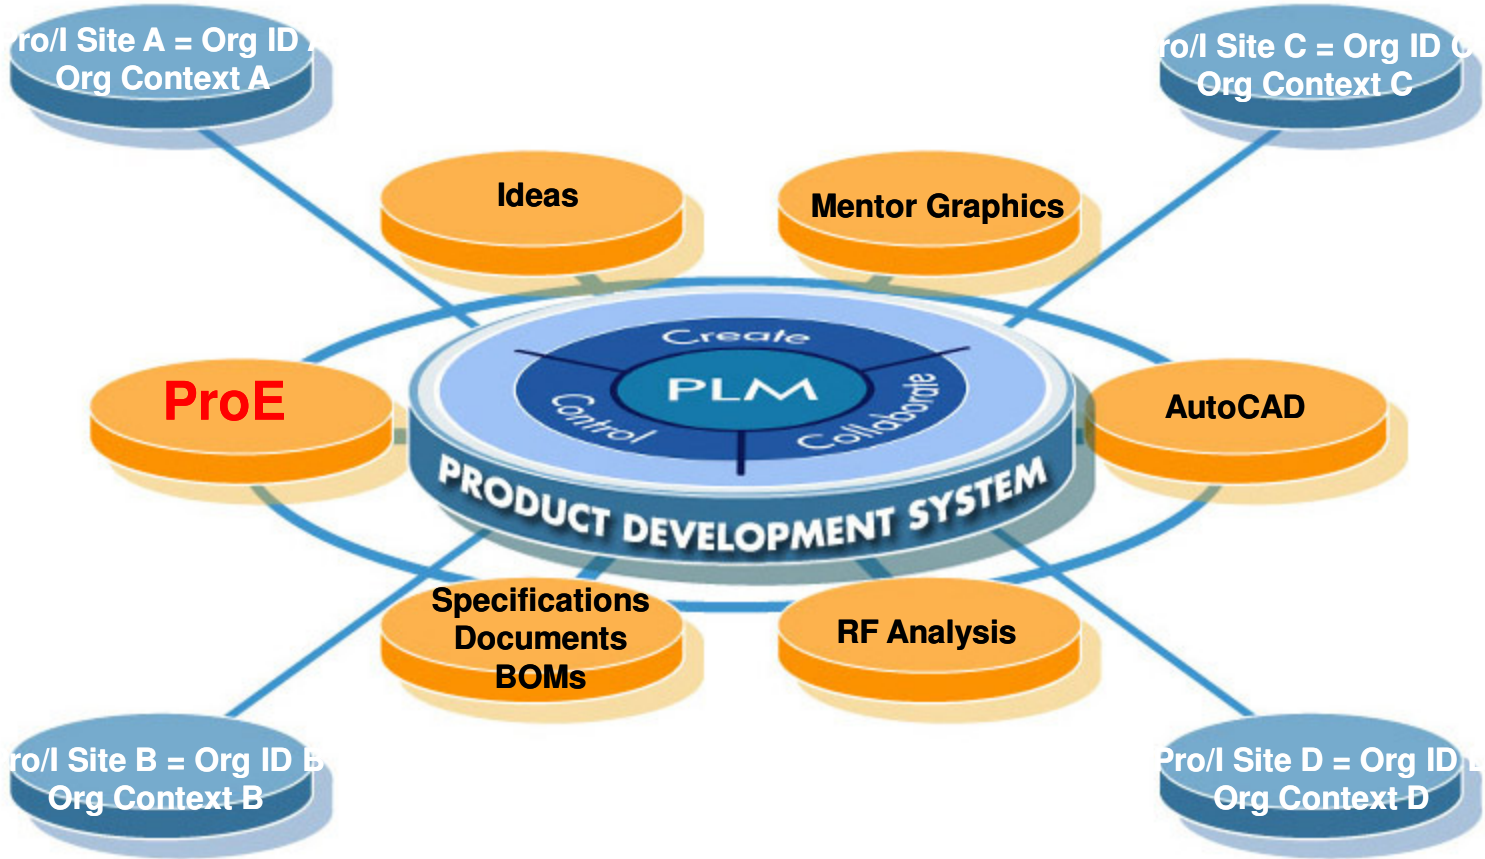 ro/I Site A = Org ID
Org Context A
ro/I Site C = Org ID C
Org Context C
Ideas
Mentor Graphics
Create
PLM
Control
Collaborate
ProE
AutoCAD
PRODUCT DEVELOPMENT SYSTEM
Specifications
Documents
BOMs
RF Analysis
ro/I Site B = Org ID B
Org Context B
Pro/I Site D = Org ID
Org Context D